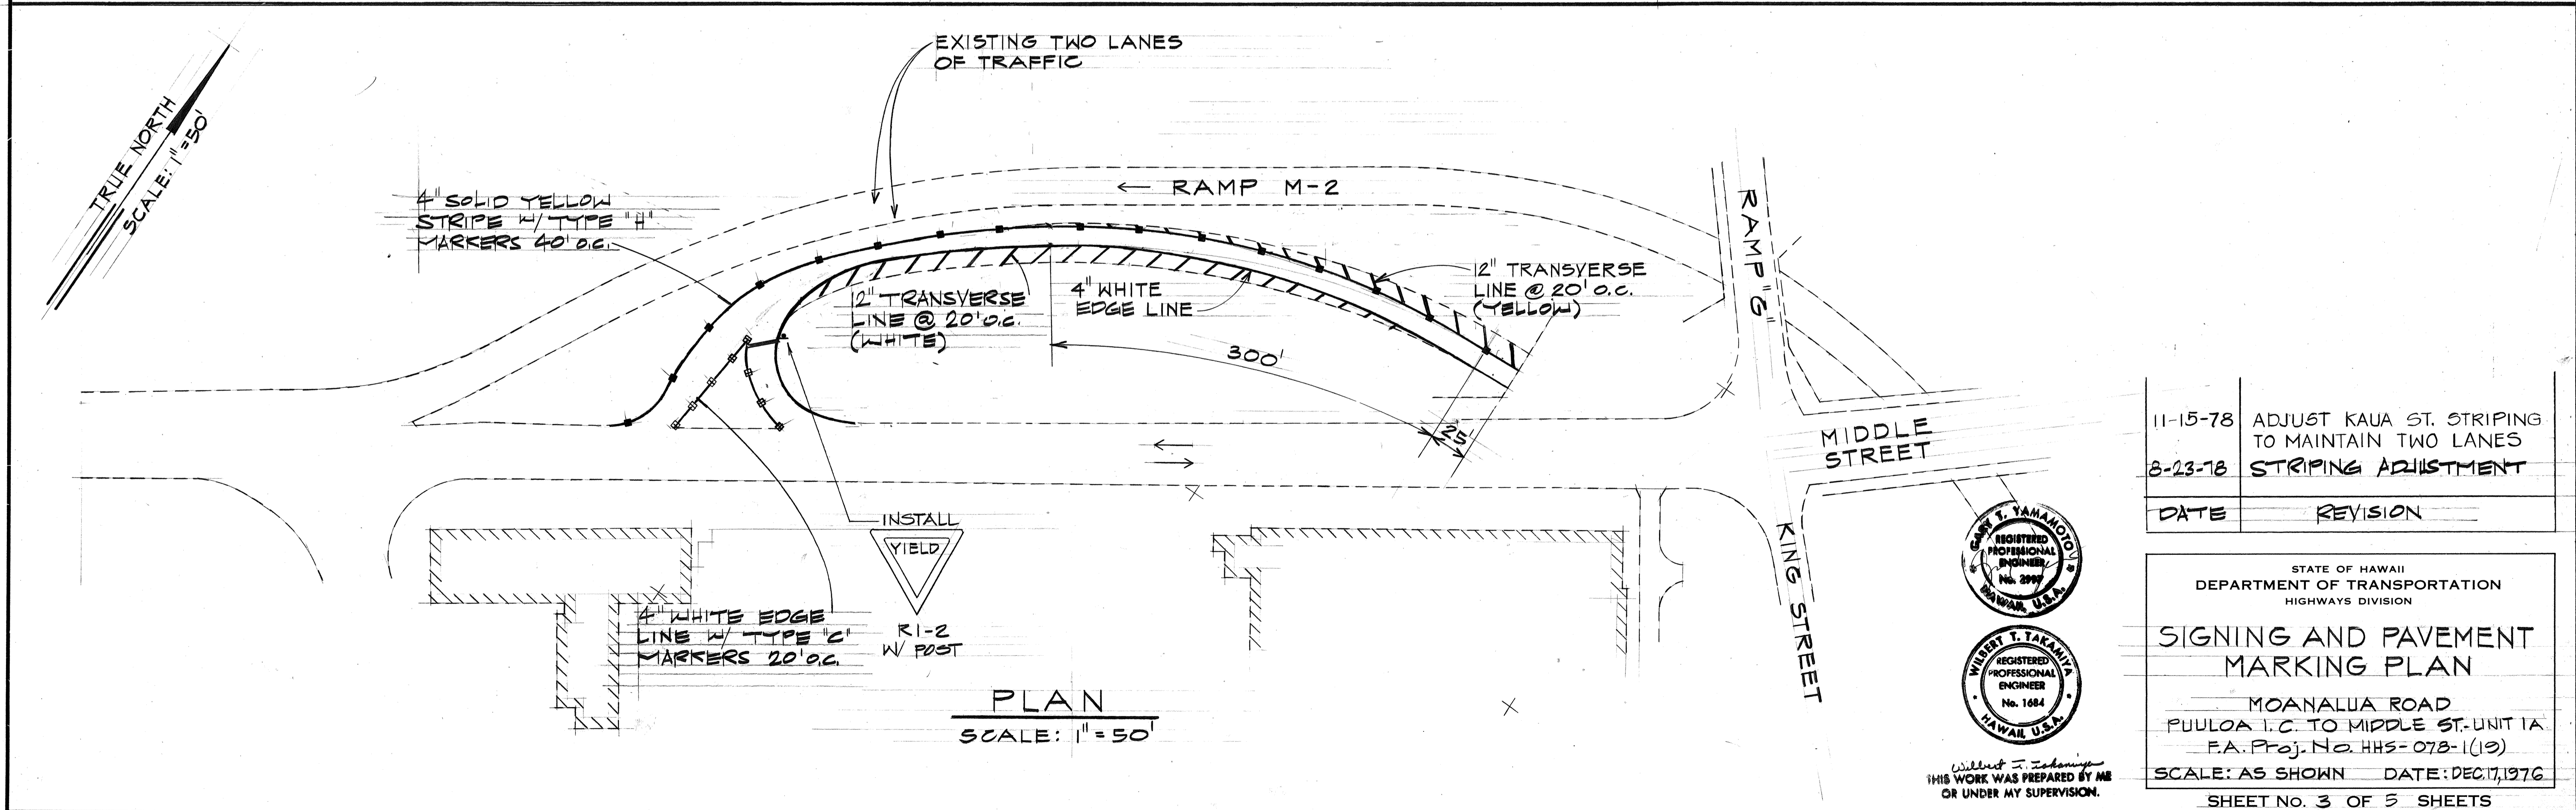 EXISTING TWO LANES
OF TRAFFIC
TRUE NORTH
SCALE: 1"=50'
4" SOLID YELLOW
STRIPE W/ TYPE "H"
MARKERS 40' o.c.
← RAMP M-2
RAMP "G"
12" TRANSVERSE
LINE @ 20' o.c.
(WHITE)
4" WHITE
EDGE LINE
12" TRANSVERSE
LINE @ 20' o.c.
(YELLOW)
300'
25'
MIDDLE
STREET
KING STREET
INSTALL
YIELD
R1-2
W/ POST
4" WHITE EDGE
LINE W/ TYPE "C"
MARKERS 20' o.c.
PLAN
SCALE: 1" = 50'
GARY T. YAMAMOTO
REGISTERED
PROFESSIONAL
ENGINEER
HAWAII, U.S.A.
WILBERT T. TAKAMIYA
REGISTERED
PROFESSIONAL
ENGINEER
No. 1684
HAWAII, U.S.A.
Wilbert T. Takamiya
THIS WORK WAS PREPARED BY ME
OR UNDER MY SUPERVISION.
11-15-78 ADJUST KAUA ST. STRIPING
TO MAINTAIN TWO LANES
8-23-78 STRIPING ADJUSTMENT
DATE REVISION
STATE OF HAWAII
DEPARTMENT OF TRANSPORTATION
HIGHWAYS DIVISION
SIGNING AND PAVEMENT
MARKING PLAN
MOANALUA ROAD
PUULOA I.C. TO MIDDLE ST.-UNIT 1A
F.A. Proj. No. HHS-078-1(19)
SCALE: AS SHOWN DATE: DEC. 17, 1976
SHEET No. 3 OF 5 SHEETS